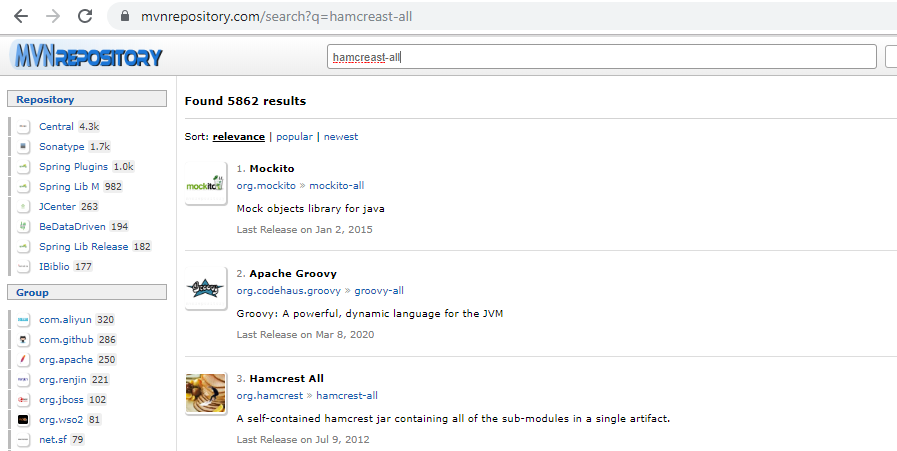 mvnrepository.com/search?q=hamcreast-all
MVNREPOSITORY
hamcreast-all
Repository
Central 4.3k
Sonatype 1.7k
Spring Plugins 1.0k
Spring Lib M 982
JCenter 263
BeDataDriven 194
Spring Lib Release 182
IBiblio 177
Group
com.aliyun 320
com.github 286
org.apache 250
org.renjin 221
org.jboss 102
org.wso2 81
net.sf 79
Found 5862 results
Sort: relevance | popular | newest
1. Mockito
org.mockito » mockito-all
mockito
Mock objects library for java
Last Release on Jan 2, 2015
2. Apache Groovy
org.codehaus.groovy » groovy-all
Groovy
Groovy: A powerful, dynamic language for the JVM
Last Release on Mar 8, 2020
3. Hamcrest All
org.hamcrest » hamcrest-all
A self-contained hamcrest jar containing all of the sub-modules in a single artifact.
Last Release on Jul 9, 2012